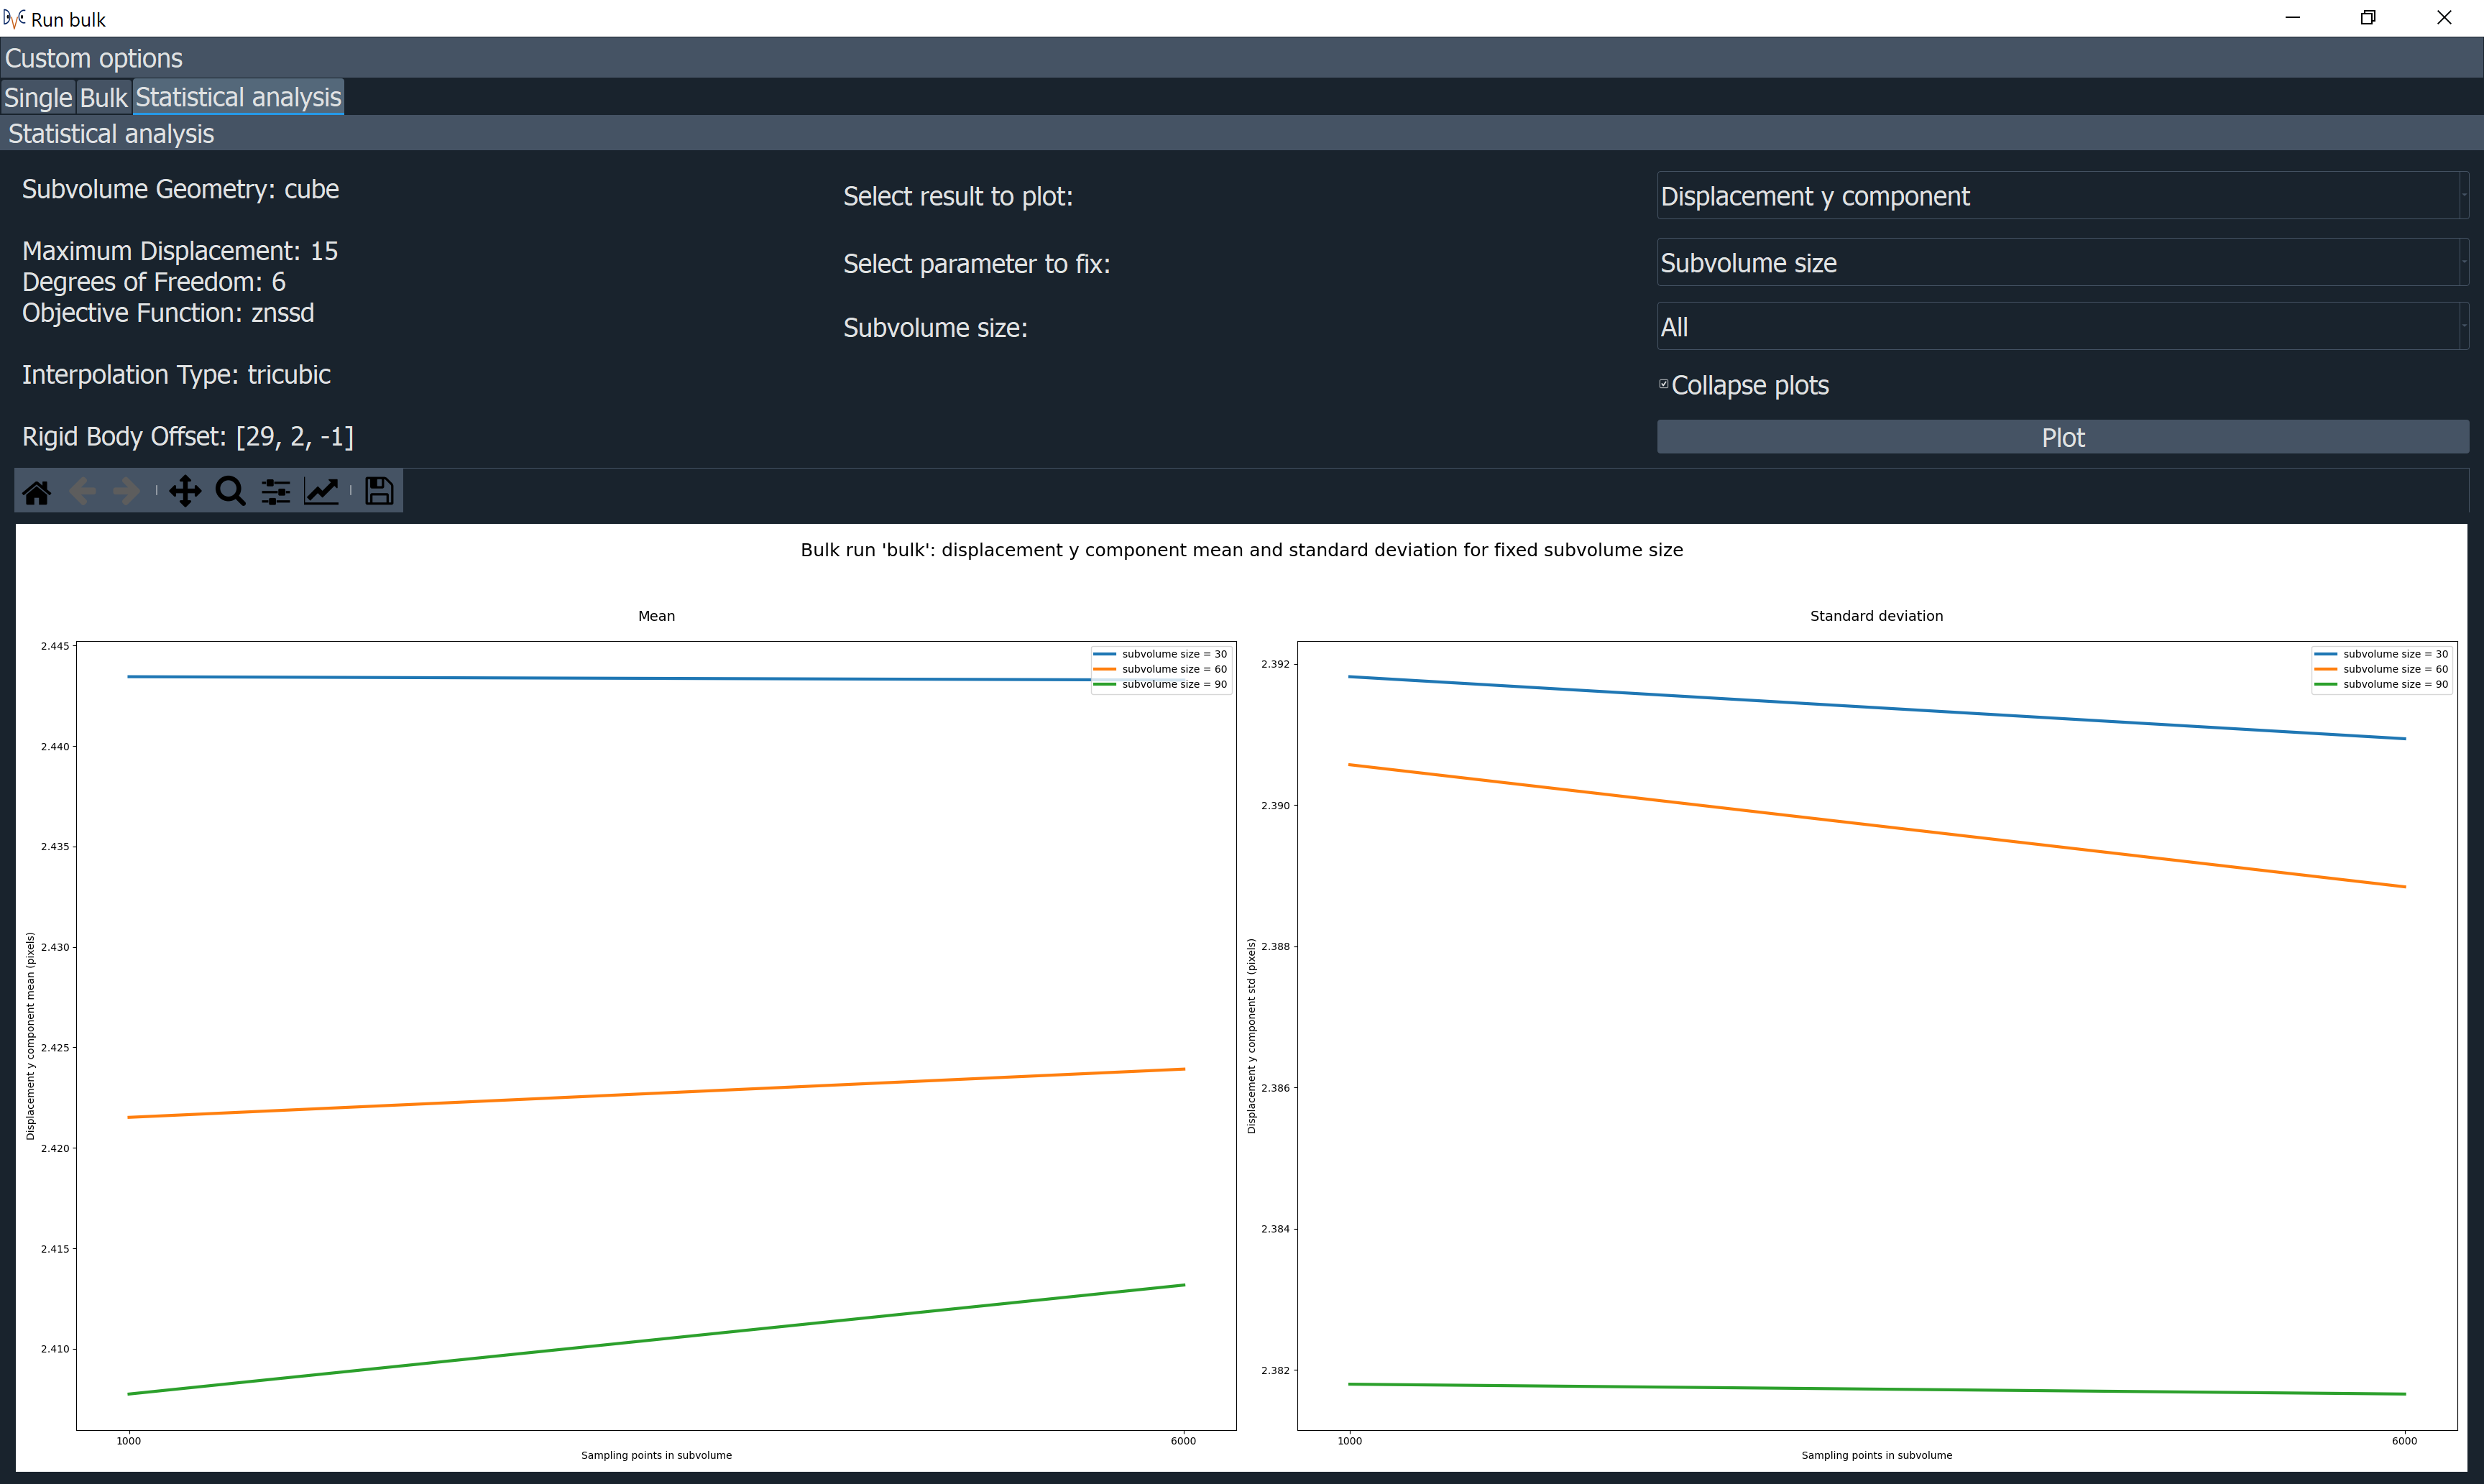 Run bulk
Custom options
Single Bulk Statistical analysis
Statistical analysis
Subvolume Geometry: cube
Maximum Displacement: 15
Degrees of Freedom: 6
Objective Function: znssd
Interpolation Type: tricubic
Rigid Body Offset: [29, 2, -1]
Select result to plot:
Displacement y component
Select parameter to fix:
Subvolume size
Subvolume size:
All
Collapse plots
Plot
Bulk run 'bulk': displacement y component mean and standard deviation for fixed subvolume size
Mean
Displacement y component mean (pixels)
2.445
2.440
2.435
2.430
2.425
2.420
2.415
2.410
subvolume size = 30
subvolume size = 60
subvolume size = 90
1000
6000
Sampling points in subvolume
Standard deviation
Displacement y component std (pixels)
2.392
2.390
2.388
2.386
2.384
2.382
subvolume size = 30
subvolume size = 60
subvolume size = 90
1000
6000
Sampling points in subvolume